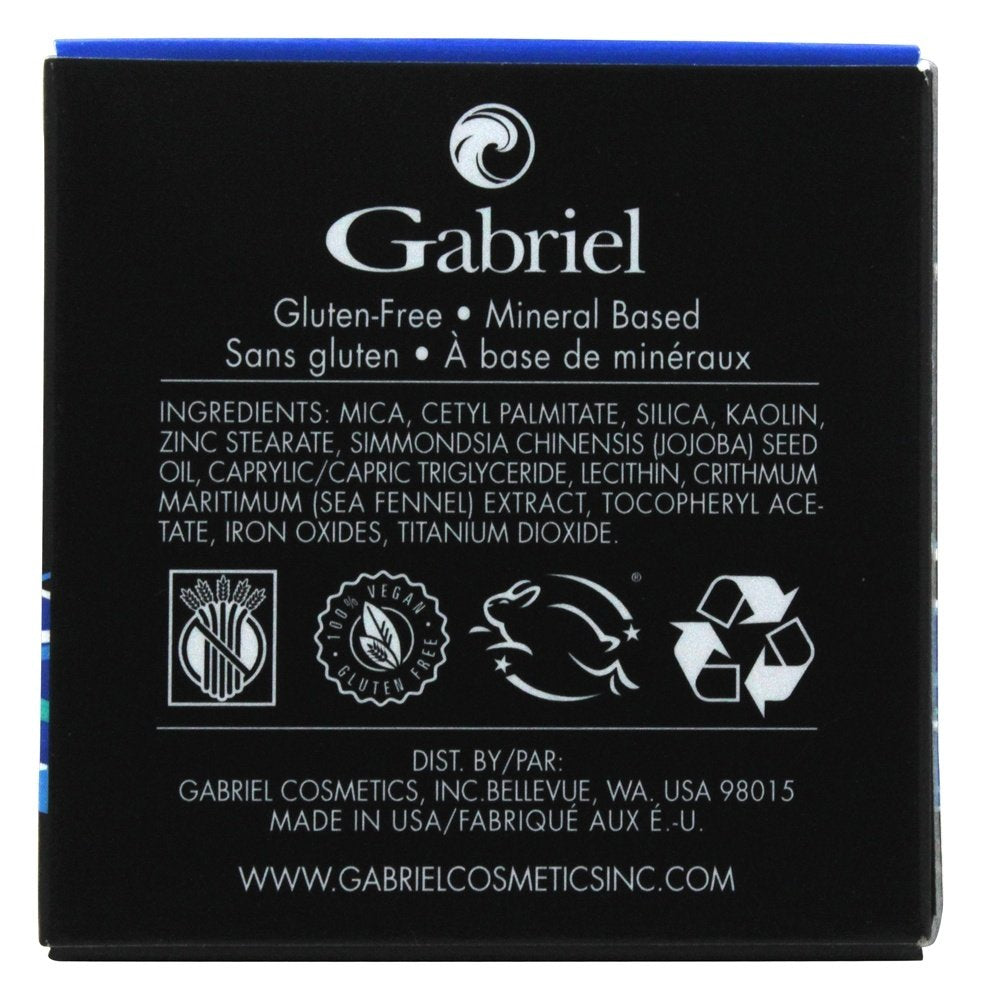 Gabriel
Gluten-Free • Mineral Based
Sans gluten • À base de minéraux
INGREDIENTS: MICA, CETYL PALMITATE, SILICA, KAOLIN,
ZINC STEARATE, SIMMONDSIA CHINENSIS (JOJOBA) SEED
OIL, CAPRYLIC/CAPRIC TRIGLYCERIDE, LECITHIN, CRITHMUM
MARITIMUM (SEA FENNEL) EXTRACT, TOCOPHERYL ACE-
TATE, IRON OXIDES, TITANIUM DIOXIDE.
100% VEGAN •
GLUTEN FREE •
®
DIST. BY/PAR:
GABRIEL COSMETICS, INC.BELLEVUE, WA. USA 98015
MADE IN USA/FABRIQUÉ AUX É.-U.
WWW.GABRIELCOSMETICSINC.COM